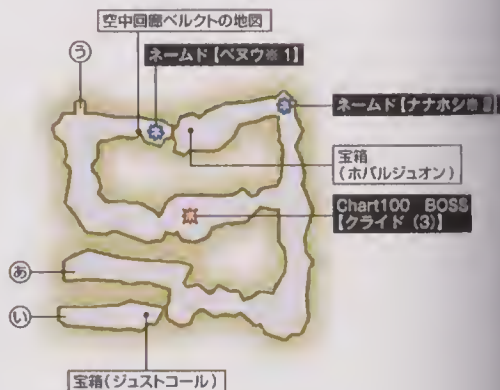 空中回廊ベルクトの地図
う
ネームド【ベヌウ※1】
ネ
ネ
ネームド【ナナホシ※
宝箱
(ホバルジュオン)
Chart100 BOSS
【クライド (3)】
あ
い
宝箱(ジュストコール)